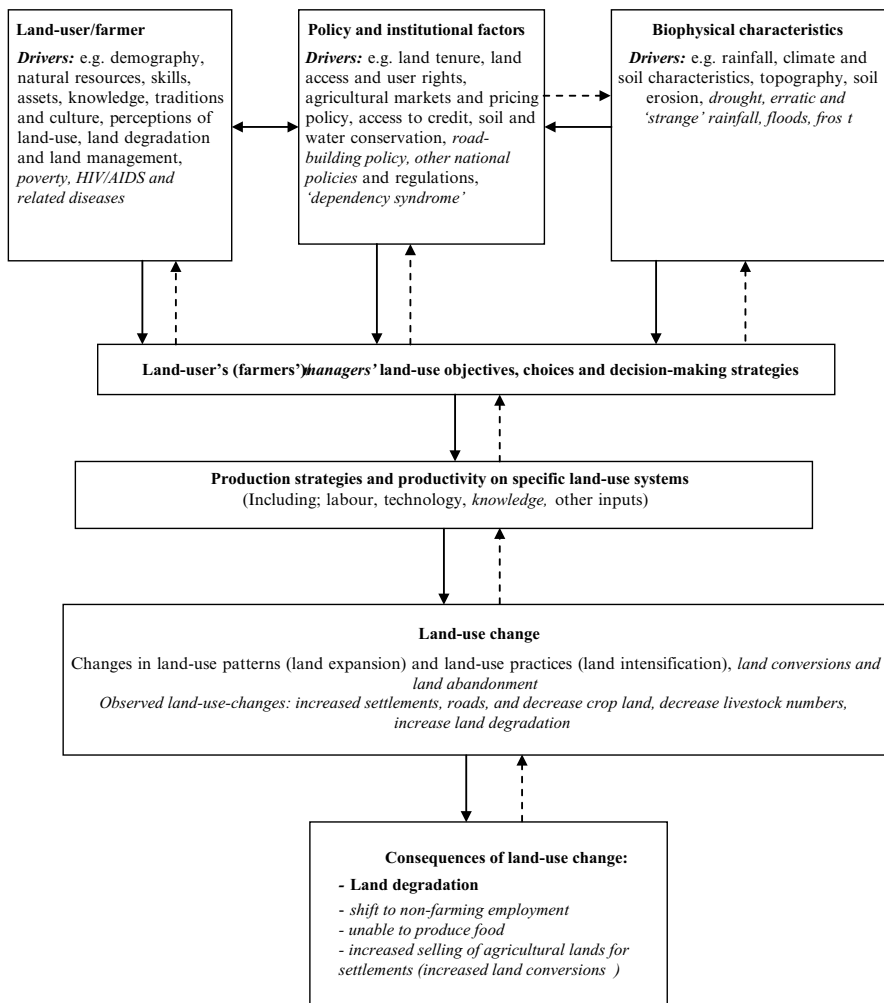 Land-user/farmer
Drivers: e.g. demography,
natural resources, skills,
assets, knowledge, traditions
and culture, perceptions of
land-use, land degradation
and land management,
poverty, HIV/AIDS and
related diseases
Policy and institutional factors
Drivers: e.g. land tenure, land
access and user rights,
agricultural markets and pricing
policy, access to credit, soil and
water conservation, road-
building policy, other national
policies and regulations,
‘dependency syndrome’
Biophysical characteristics
Drivers: e.g. rainfall, climate and
soil characteristics, topography, soil
erosion, drought, erratic and
‘strange’ rainfall, floods, fros t
Land-user’s (farmers’)/managers’ land-use objectives, choices and decision-making strategies
Production strategies and productivity on specific land-use systems
(Including; labour, technology, knowledge, other inputs)
Land-use change
Changes in land-use patterns (land expansion) and land-use practices (land intensification), land conversions and
land abandonment
Observed land-use-changes: increased settlements, roads, and decrease crop land, decrease livestock numbers,
increase land degradation
Consequences of land-use change:
- Land degradation
- shift to non-farming employment
- unable to produce food
- increased selling of agricultural lands for
settlements (increased land conversions )